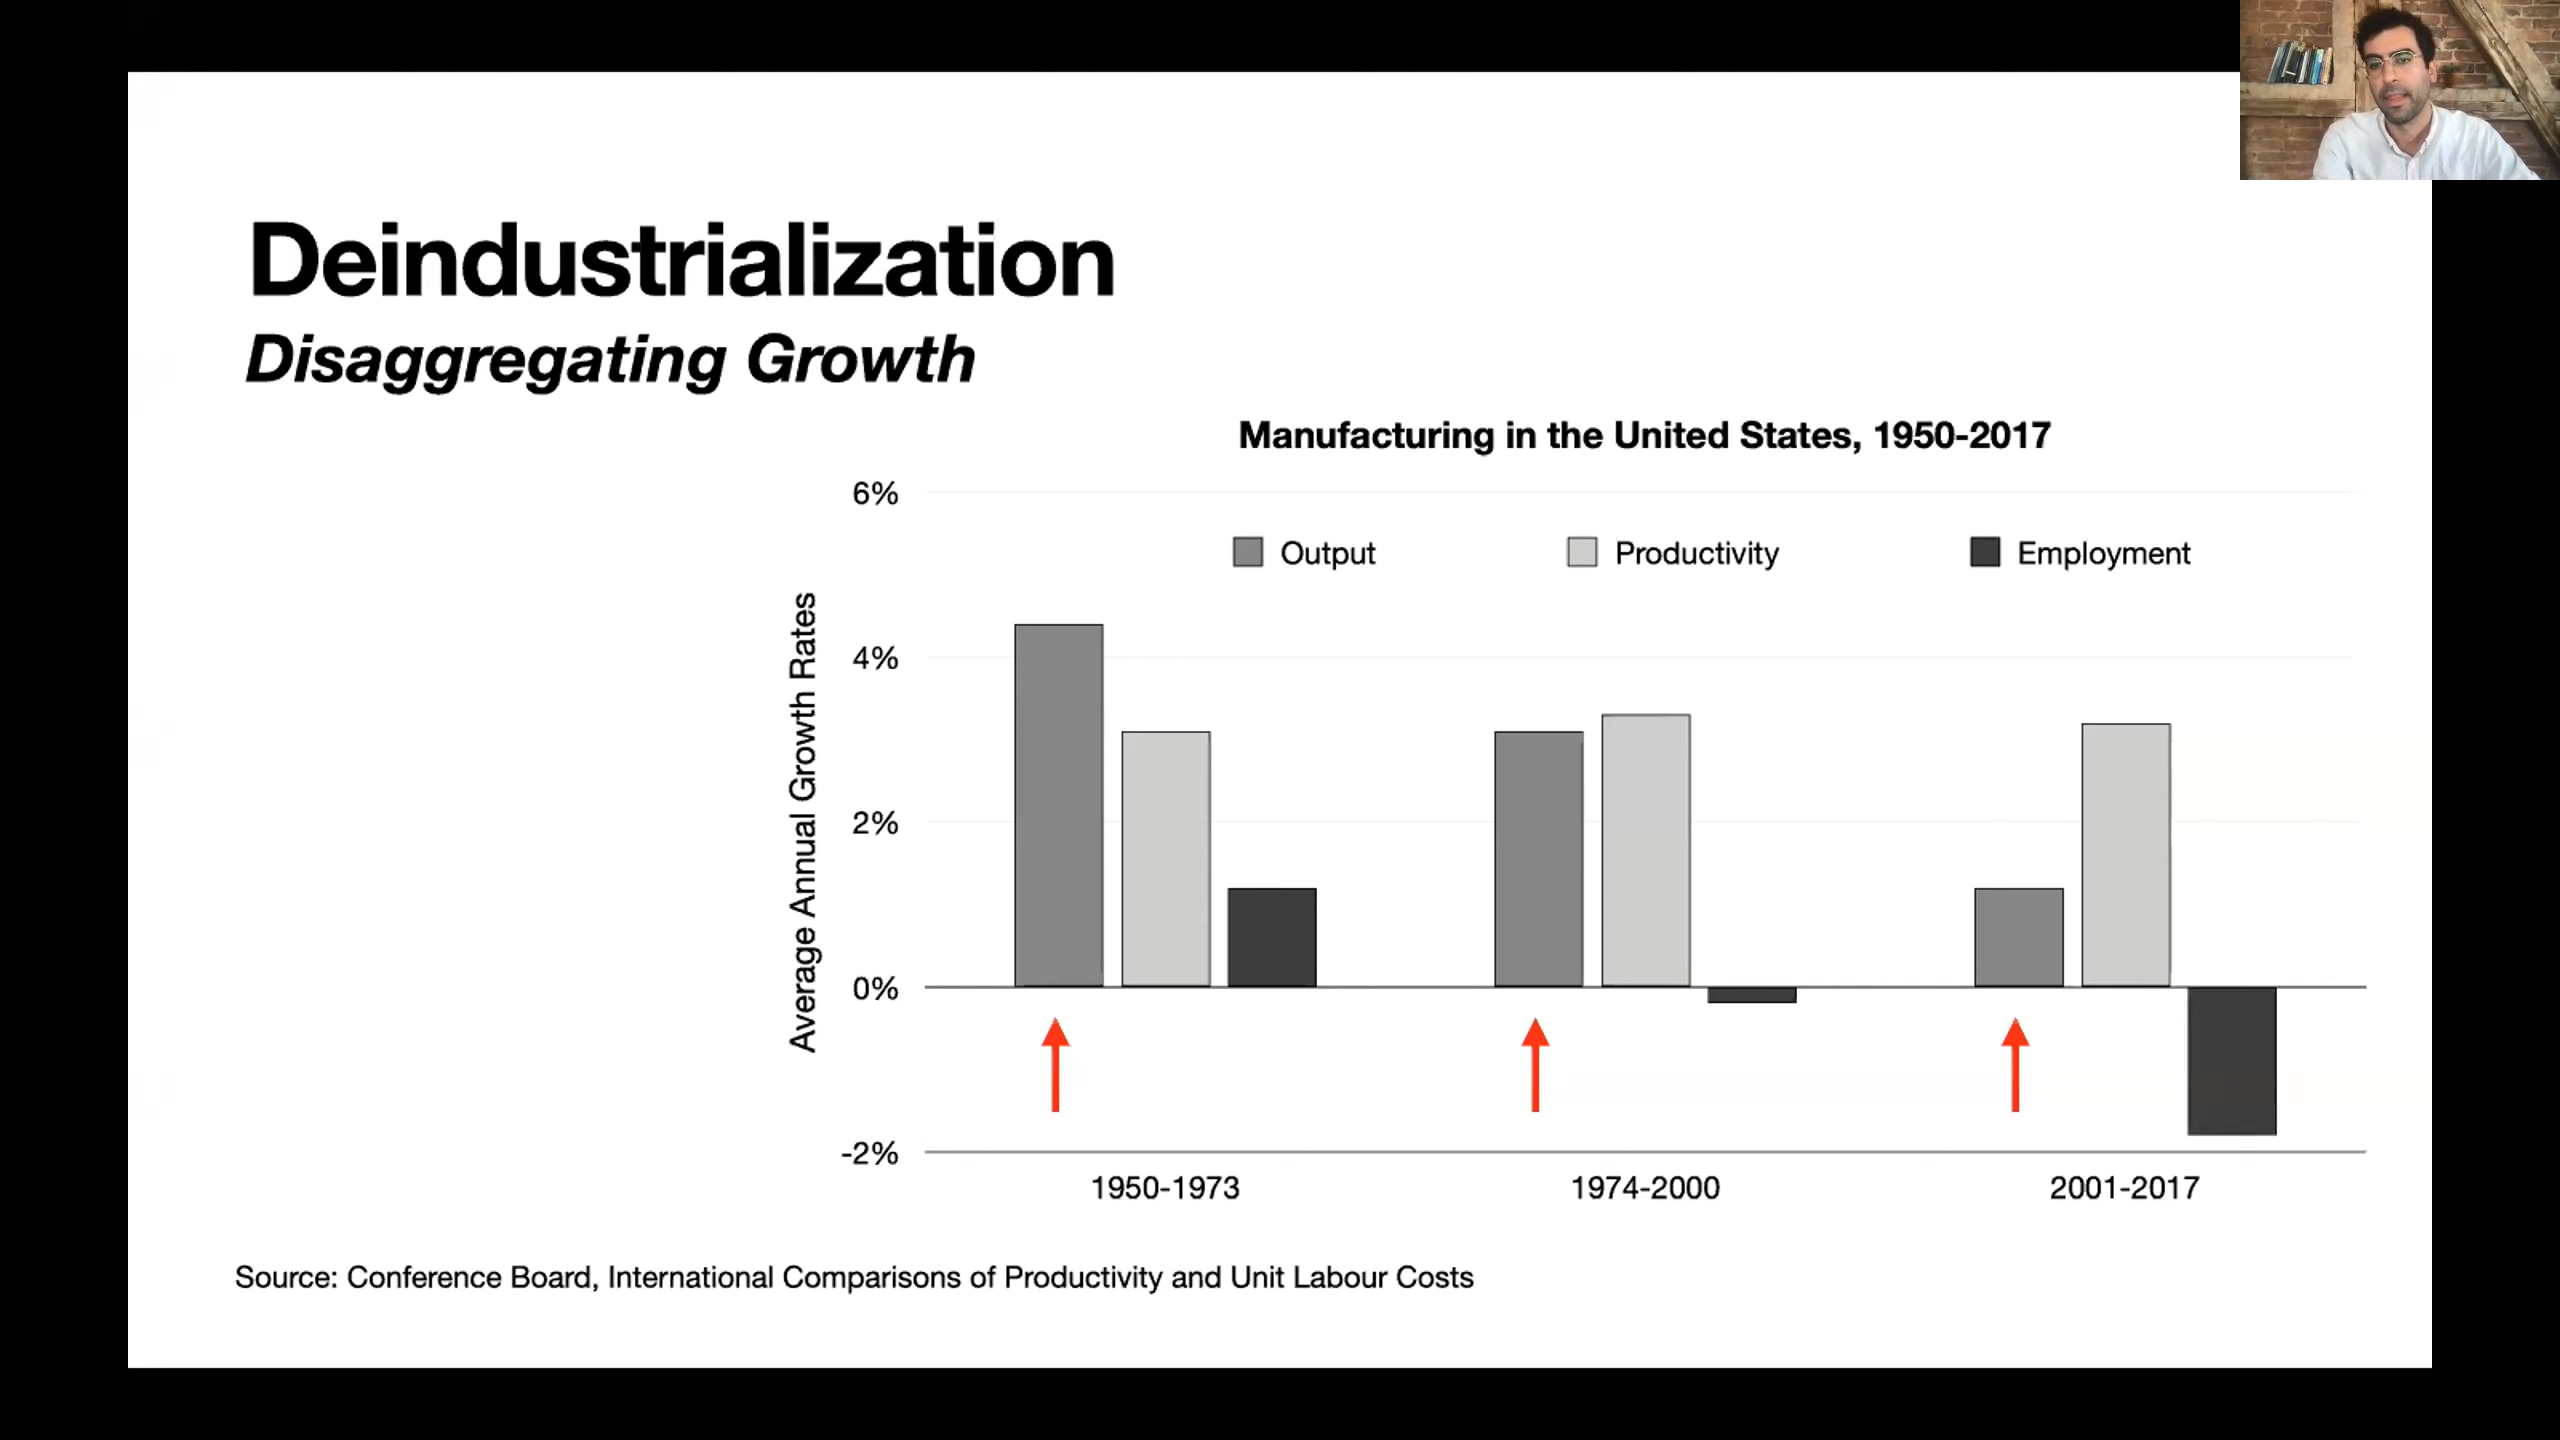 Deindustrialization
Disaggregating Growth
Manufacturing in the United States, 1950-2017
6%
Output
Productivity
Employment
Average Annual Growth Rates
4%
2%
0%
-2%
1950-1973
1974-2000
2001-2017
Source: Conference Board, International Comparisons of Productivity and Unit Labour Costs